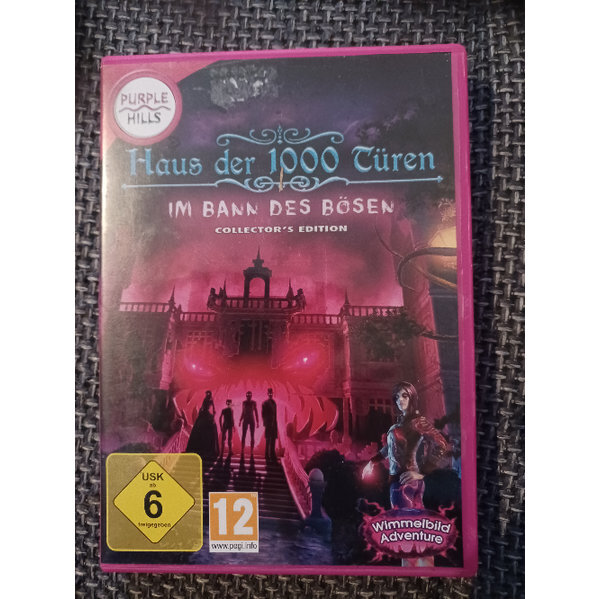 PURPLE
HILLS
Haus der 1000 Türen
IM BANN DES BÖSEN
COLLECTOR'S EDITION
USK
ab
6
freigegeben
12
www.pegi.info
Wimmelbild
Adventure